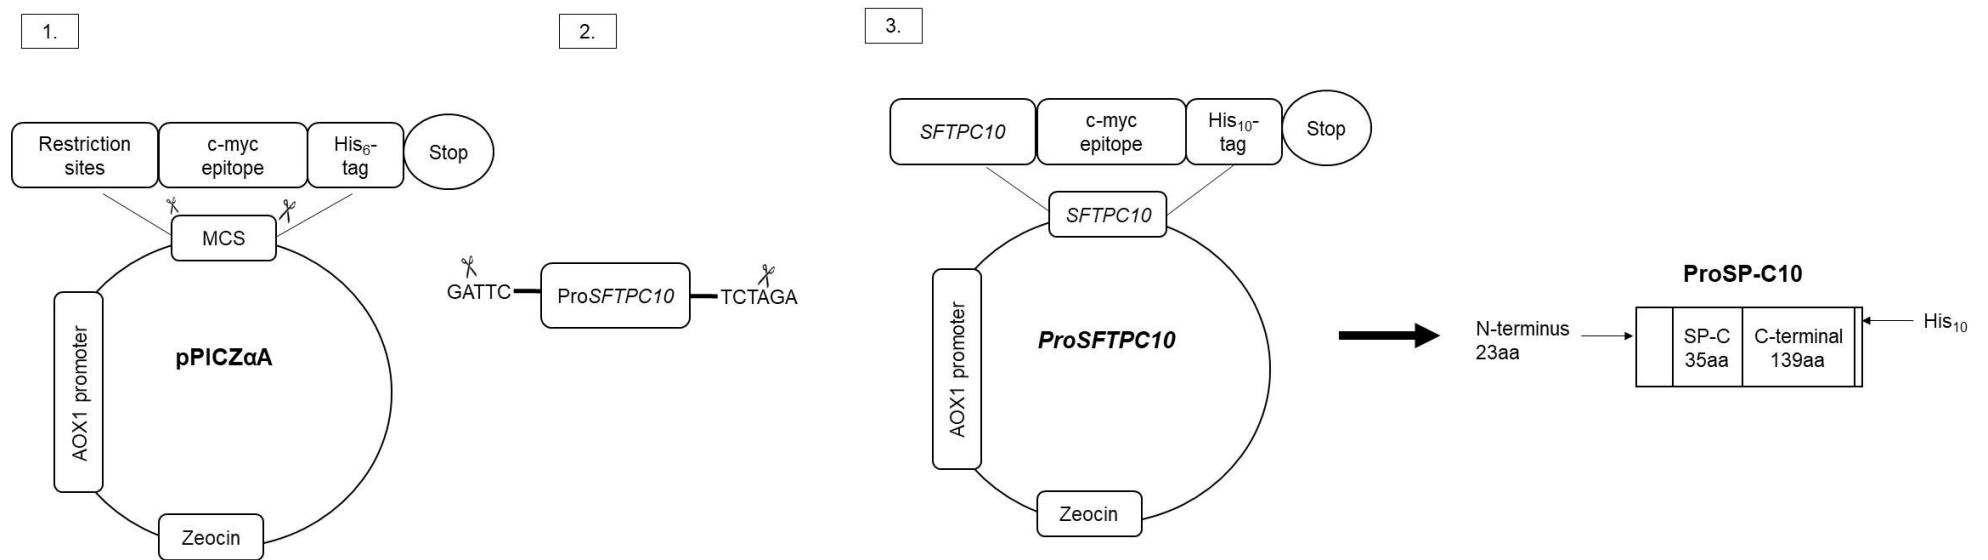 1.
Restriction
sites
c-myc
epitope
His₆-
tag
Stop
MCS
AOX1 promoter
pPICZαA
Zeocin
2.
GATTC
ProSFTPC10
TCTAGA
3.
SFTPC10
c-myc
epitope
His₁₀-
tag
Stop
SFTPC10
AOX1 promoter
ProSFTPC10
Zeocin
ProSP-C10
N-terminus
23aa
SP-C
35aa
C-terminal
139aa
His₁₀